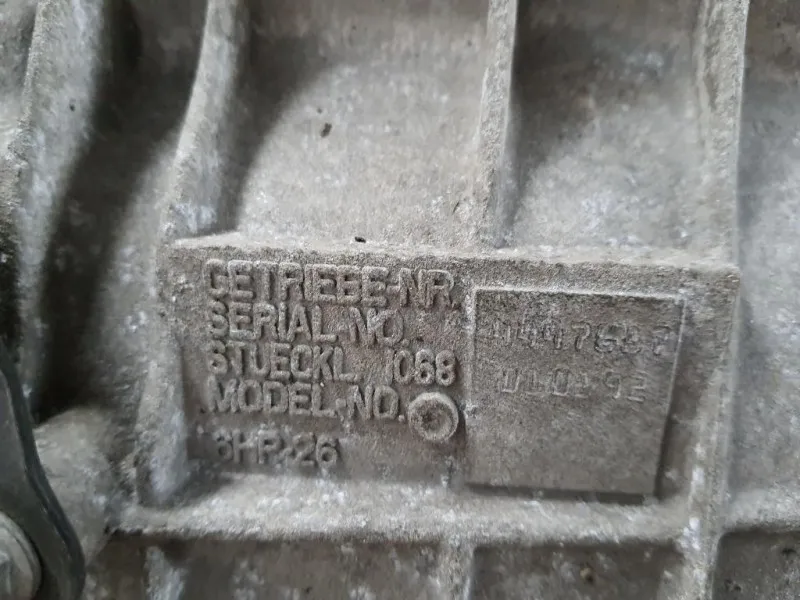 GETRIEBE-NR.
SERIAL-NO.
STUECKL. 1068
MODEL-NO.
6HP-26